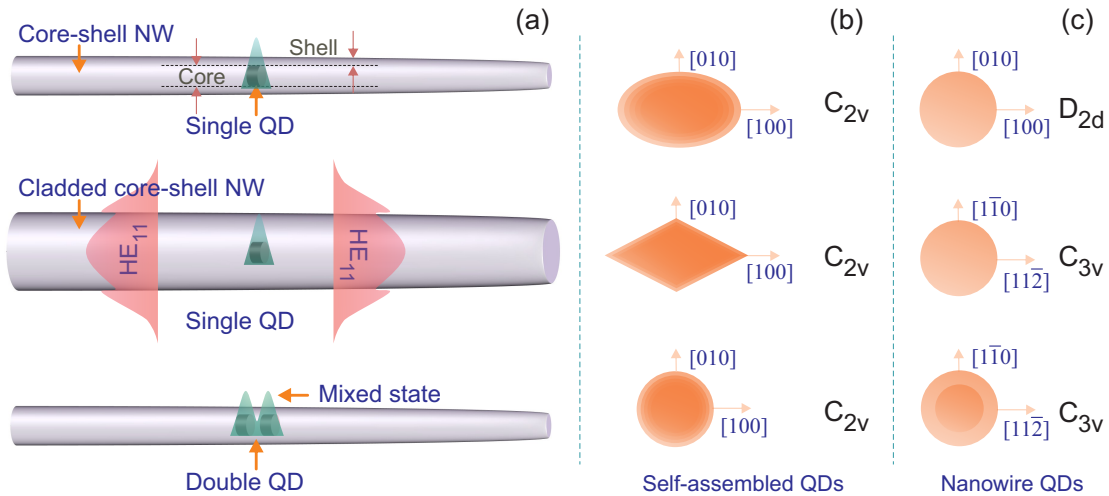 (a)
Core-shell NW
Shell
Core
Single QD
Cladded core-shell NW
HE₁₁
HE₁₁
Single QD
Mixed state
Double QD
(b)
[010]
[100]
C₂ᵥ
[010]
[100]
C₂ᵥ
[010]
[100]
C₂ᵥ
Self-assembled QDs
(c)
[010]
[100]
D₂d
[11̅0]
[112̅]
C₃ᵥ
[11̅0]
[112̅]
C₃ᵥ
Nanowire QDs